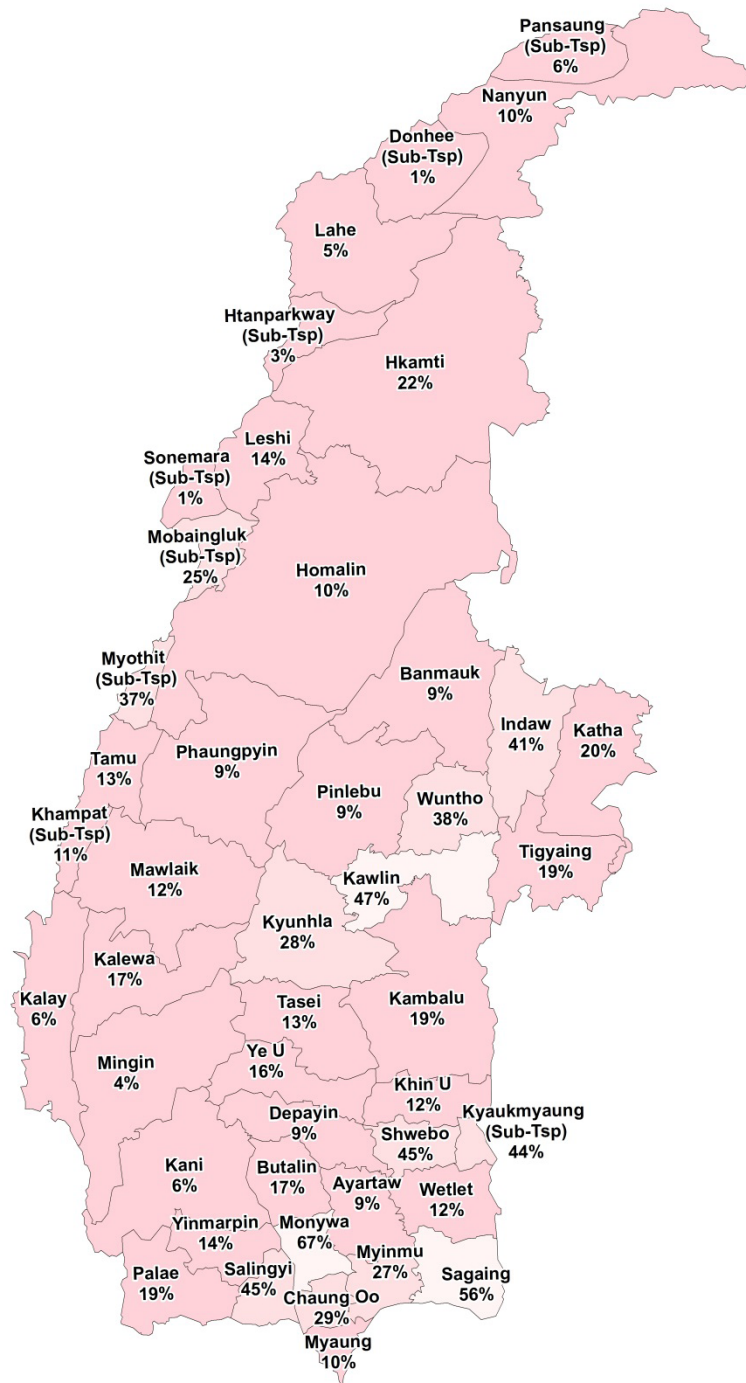 Pansaung
(Sub-Tsp)
6%
Nanyun
10%
Donhee
(Sub-Tsp)
1%
Lahe
5%
Htanparkway
(Sub-Tsp)
3%
Hkamti
22%
Leshi
14%
Sonemara
(Sub-Tsp)
1%
Mobaingluk
(Sub-Tsp)
25%
Homalin
10%
Myothit
(Sub-Tsp)
37%
Banmauk
9%
Indaw
41%
Katha
20%
Tamu
13%
Phaungpyin
9%
Pinlebu
9%
Wuntho
38%
Khampat
(Sub-Tsp)
11%
Mawlaik
12%
Kawlin
47%
Tigyaing
19%
Kyunhla
28%
Kalewa
17%
Kalay
6%
Tasei
13%
Kambalu
19%
Mingin
4%
Ye U
16%
Khin U
12%
Depayin
9%
Shwebo
45%
Kyaukmyaung
(Sub-Tsp)
44%
Kani
6%
Butalin
17%
Ayartaw
9%
Wetlet
12%
Yinmarpin
14%
Monywa
67%
Myinmu
27%
Sagaing
56%
Palae
19%
Salingyi
45%
Chaung Oo
29%
Myaung
10%